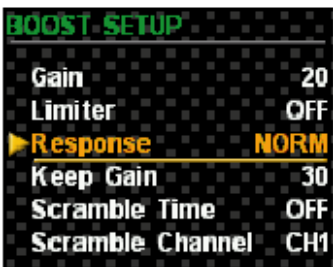 BOOST SETUP
Gain 20
Limiter OFF
Response NORM
Keep Gain 30
Scramble Time OFF
Scramble Channel CH1